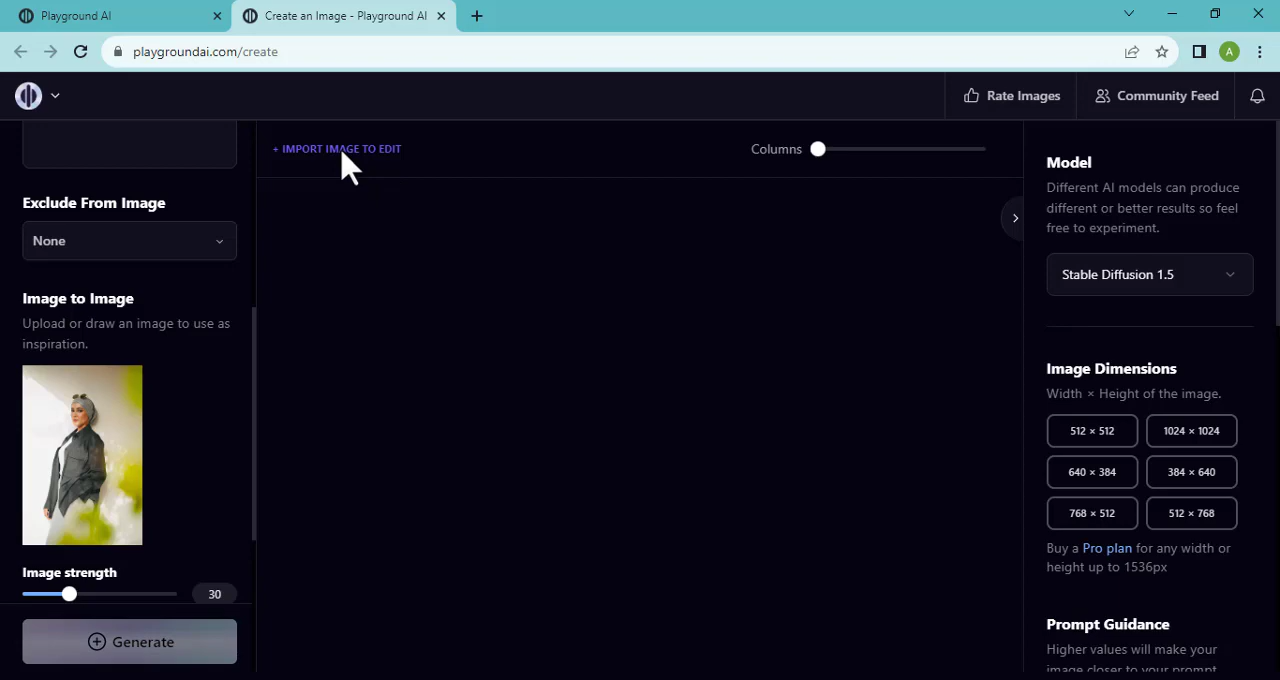 Playground AI
Create an Image - Playground AI
playgroundai.com/create
A
Rate Images
Community Feed
Exclude From Image
None
Image to Image
Upload or draw an image to use as
inspiration.
Image strength
30
Generate
+ IMPORT IMAGE TO EDIT
Columns
Model
Different AI models can produce
different or better results so feel
free to experiment.
Stable Diffusion 1.5
Image Dimensions
Width × Height of the image.
512 × 512
1024 × 1024
640 × 384
384 × 640
768 × 512
512 × 768
Buy a Pro plan for any width or
height up to 1536px
Prompt Guidance
Higher values will make your
image closer to your prompt